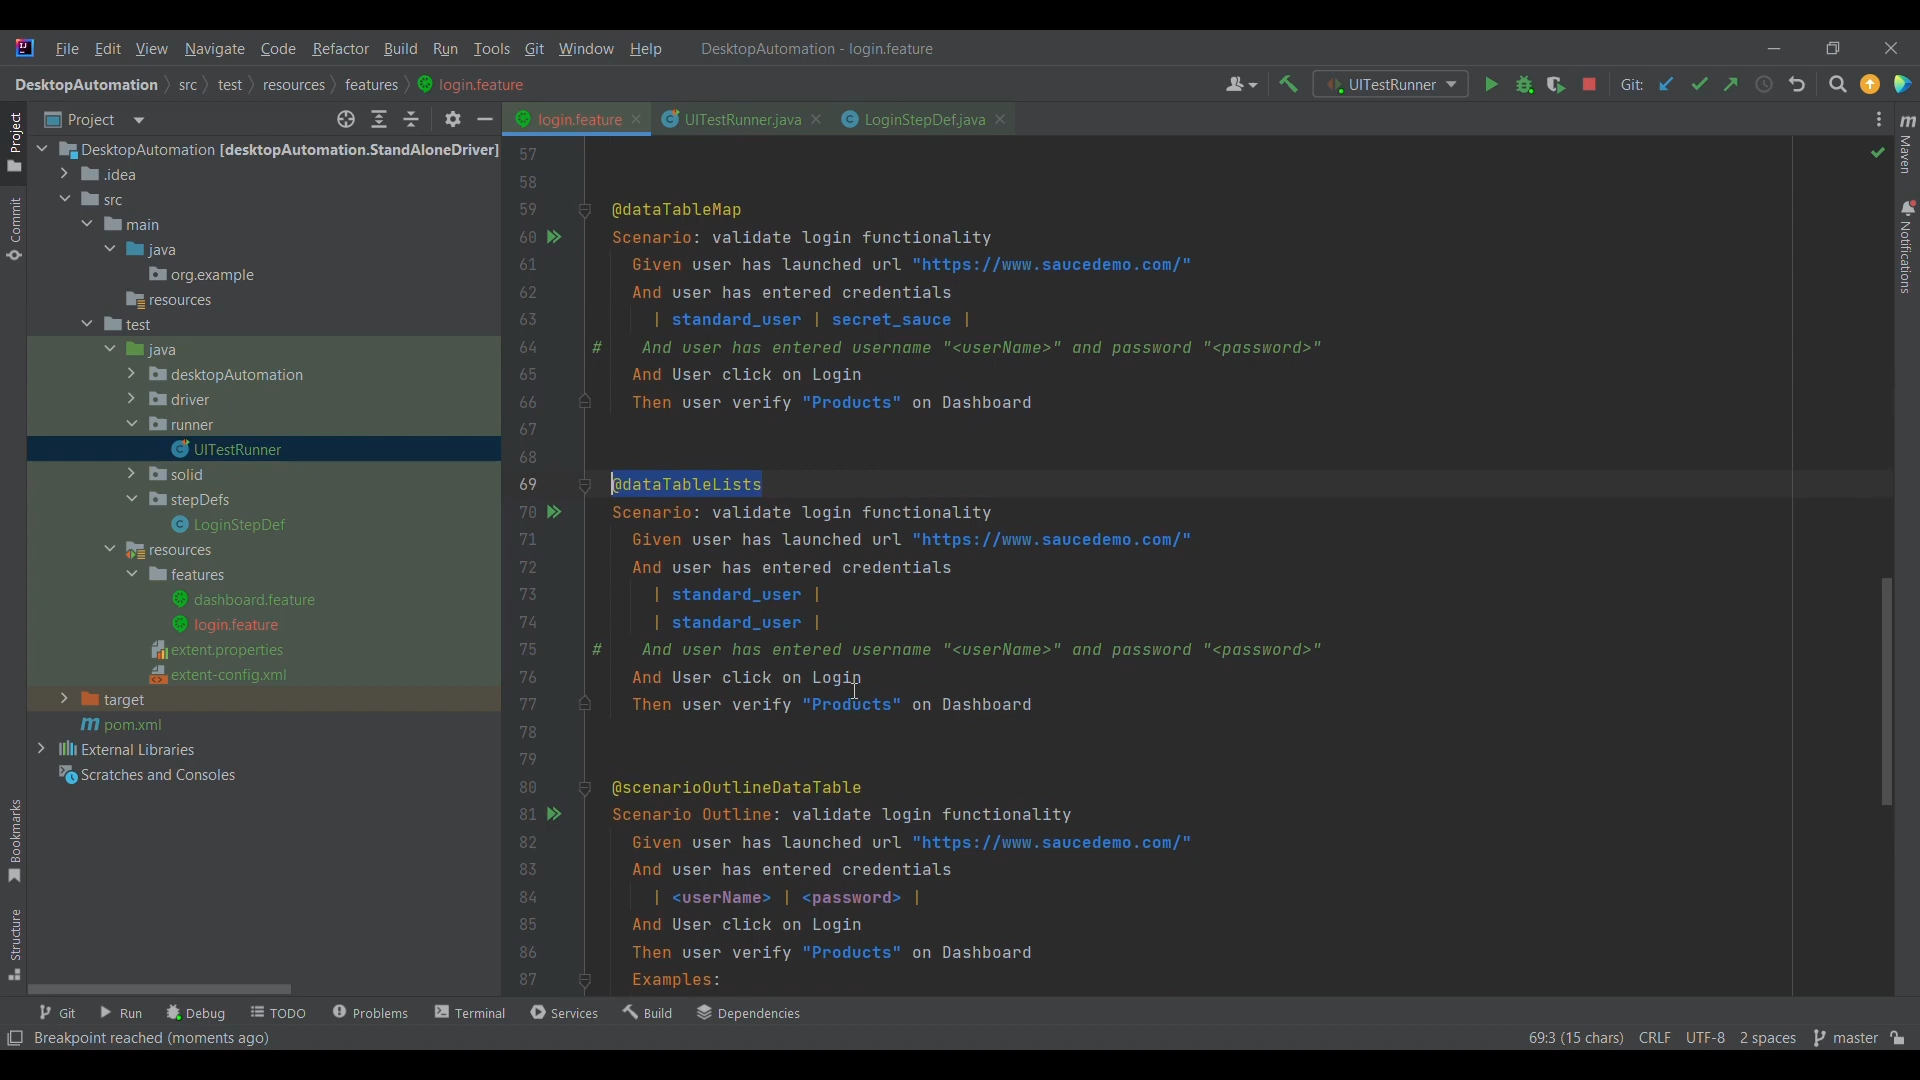 File Edit View Navigate Code Refactor Build Run Tools Git Window Help DesktopAutomation - login.feature
DesktopAutomation src test resources features login.feature UITestRunner Git:
Project
login.feature UITestRunner.java LoginStepDef.java
Project
Commit
Bookmarks
Structure
DesktopAutomation [desktopAutomation.StandAloneDriver]
.idea
src
main
java
org.example
resources
test
java
desktopAutomation
driver
runner
UITestRunner
solid
stepDefs
LoginStepDef
resources
features
dashboard.feature
login.feature
extent.properties
extent-config.xml
target
pom.xml
External Libraries
Scratches and Consoles
57
58
59 @dataTableMap
60 Scenario: validate login functionality
61 Given user has launched url "https://www.saucedemo.com/"
62 And user has entered credentials
63 | standard_user | secret_sauce |
64 # And user has entered username "<userName>" and password "<password>"
65 And User click on Login
66 Then user verify "Products" on Dashboard
67
68
69 @dataTableLists
70 Scenario: validate login functionality
71 Given user has launched url "https://www.saucedemo.com/"
72 And user has entered credentials
73 | standard_user |
74 | standard_user |
75 # And user has entered username "<userName>" and password "<password>"
76 And User click on Login
77 Then user verify "Products" on Dashboard
78
79
80 @scenarioOutlineDataTable
81 Scenario Outline: validate login functionality
82 Given user has launched url "https://www.saucedemo.com/"
83 And user has entered credentials
84 | <userName> | <password> |
85 And User click on Login
86 Then user verify "Products" on Dashboard
87 Examples:
Maven
Notifications
Git Run Debug TODO Problems Terminal Services Build Dependencies
Breakpoint reached (moments ago) 69:3 (15 chars) CRLF UTF-8 2 spaces master